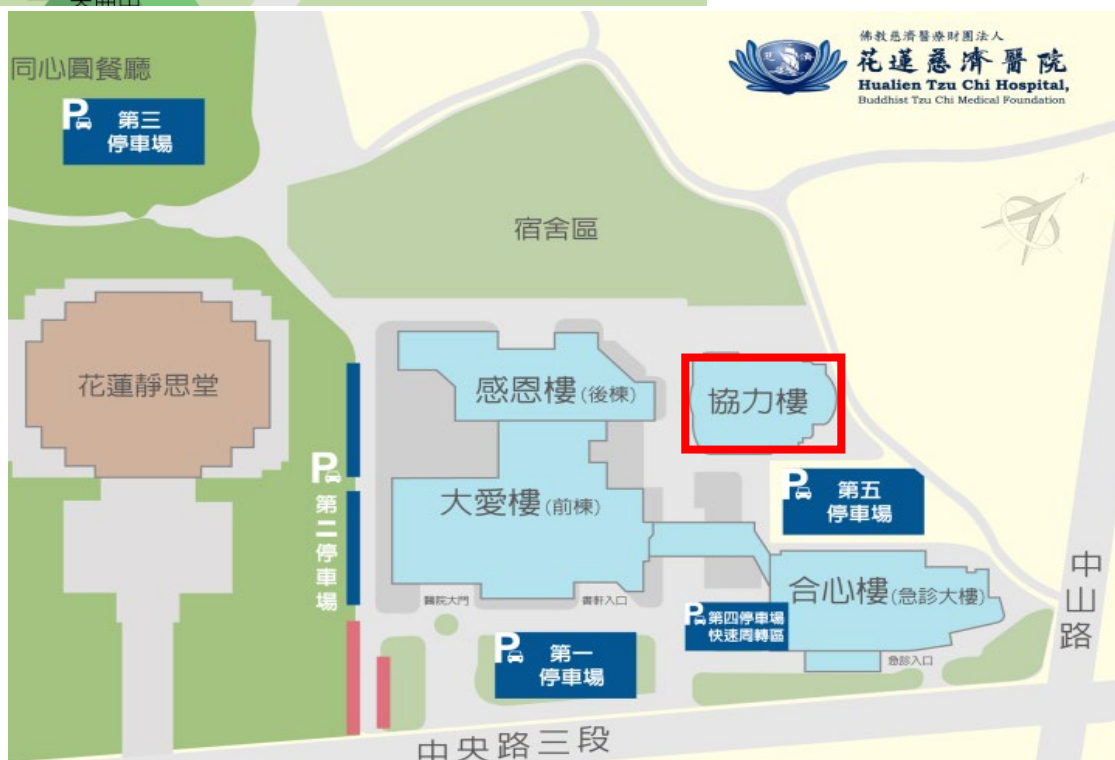 佛教慈濟醫療財團法人
花蓮慈濟醫院
Hualien Tzu Chi Hospital,
Buddhist Tzu Chi Medical Foundation
同心圓餐廳
P 第三
停車場
宿舍區
花蓮靜思堂
感恩樓(後棟)
協力樓
P
第二停車場
大愛樓(前棟)
P 第五
停車場
合心樓(急診大樓)
中山路
醫院大門
書軒入口
P 第四停車場
快速周轉區
P 第一
停車場
急診入口
中央路三段